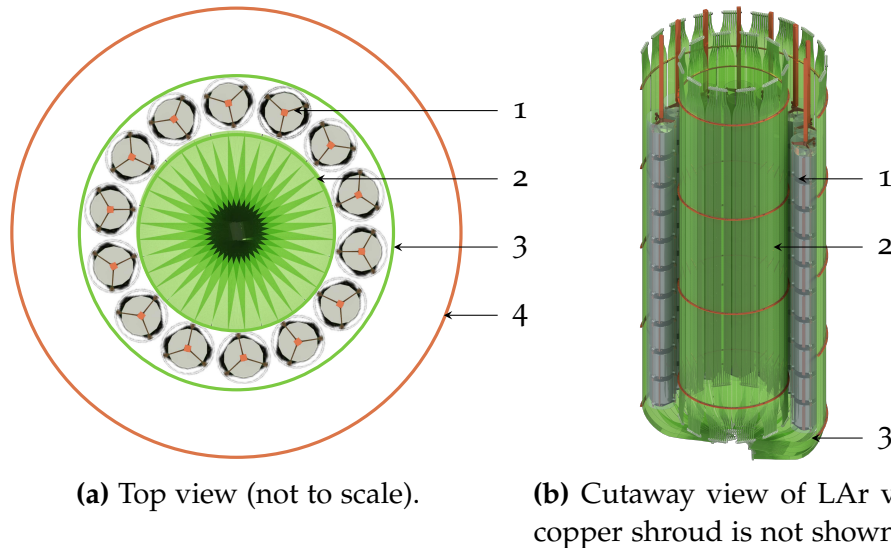 1
2
3
4
1
2
3
(a) Top view (not to scale).
(b) Cutaway view of LAr v
copper shroud is not shown